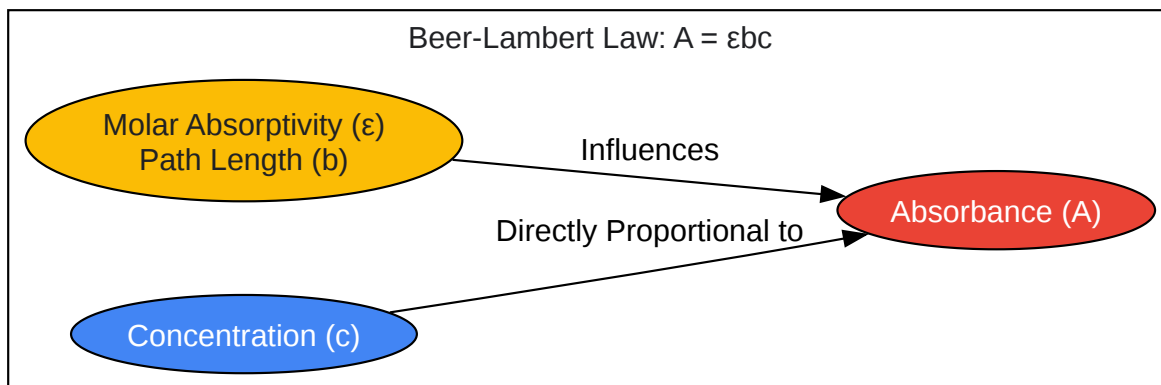 Beer-Lambert Law: A = εbc
Molar Absorptivity (ε)
Path Length (b)
Influences
Absorbance (A)
Directly Proportional to
Concentration (c)